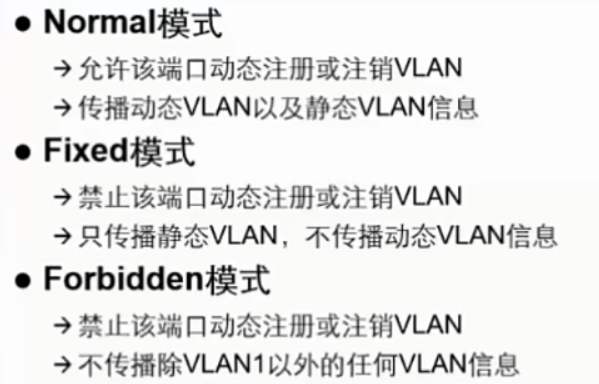 ● Normal模式
→允许该端口动态注册或注销VLAN
→传播动态VLAN以及静态VLAN信息
● Fixed模式
→禁止该端口动态注册或注销VLAN
→只传播静态VLAN，不传播动态VLAN信息
● Forbidden模式
→禁止该端口动态注册或注销VLAN
→不传播除VLAN1以外的任何VLAN信息